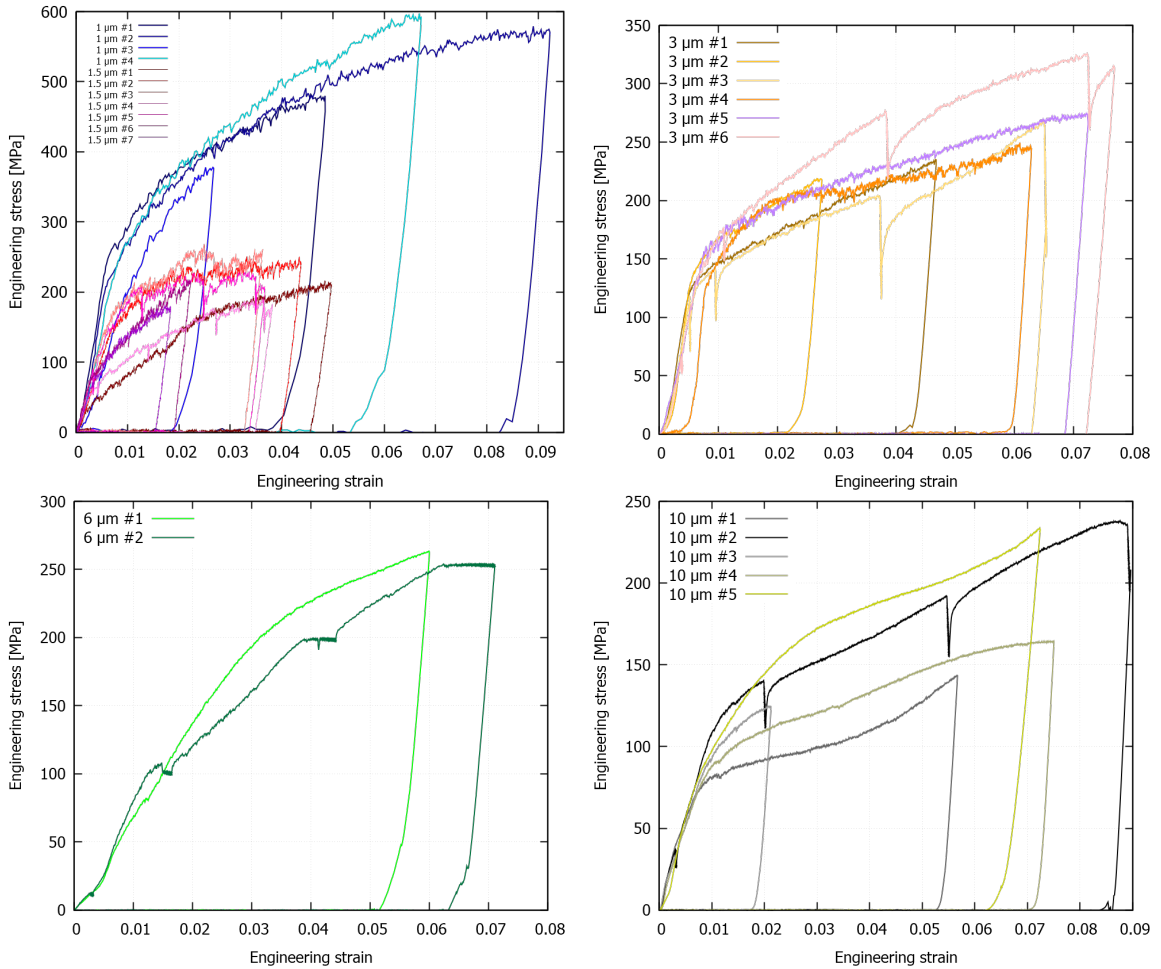 600
500
400
300
200
100
0
0
0.01
0.02
0.03
0.04
0.05
0.06
0.07
0.08
0.09
Engineering stress [MPa]
Engineering strain
1 µm #1
1 µm #2
1 µm #3
1 µm #4
1.5 µm #1
1.5 µm #2
1.5 µm #3
1.5 µm #4
1.5 µm #5
1.5 µm #6
1.5 µm #7
350
300
250
200
150
100
50
0
0
0.01
0.02
0.03
0.04
0.05
0.06
0.07
0.08
Engineering stress [MPa]
Engineering strain
3 µm #1
3 µm #2
3 µm #3
3 µm #4
3 µm #5
3 µm #6
300
250
200
150
100
50
0
0
0.01
0.02
0.03
0.04
0.05
0.06
0.07
0.08
Engineering stress [MPa]
Engineering strain
6 µm #1
6 µm #2
250
200
150
100
50
0
0
0.01
0.02
0.03
0.04
0.05
0.06
0.07
0.08
0.09
Engineering stress [MPa]
Engineering strain
10 µm #1
10 µm #2
10 µm #3
10 µm #4
10 µm #5